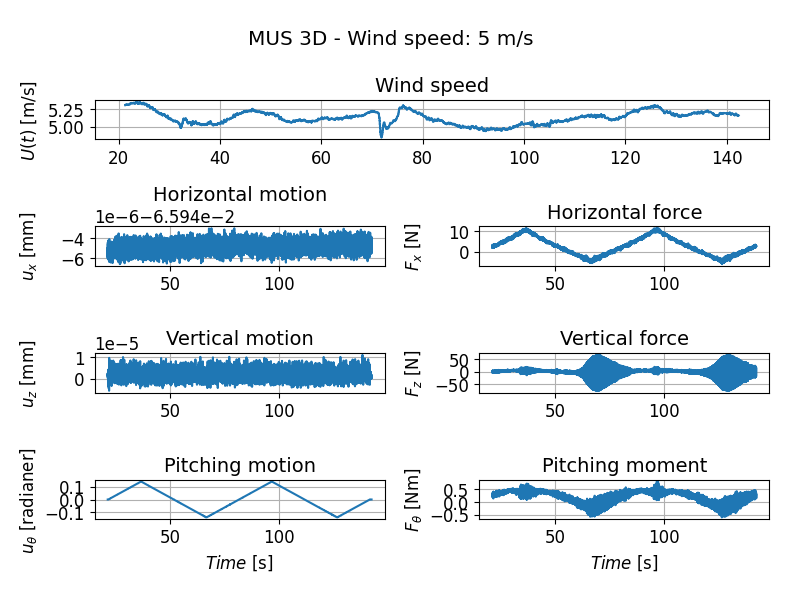 MUS 3D - Wind speed: 5 m/s
Wind speed
U(t) [m/s]
5.25
5.00
20 40 60 80 100 120 140
Horizontal motion
1e−6−6.594e−2
u_x [mm]
−4
−6
50 100
Horizontal force
F_x [N]
10
0
50 100
Vertical motion
1e−5
u_z [mm]
1
0
50 100
Vertical force
F_z [N]
50
0
−50
50 100
Pitching motion
u_θ [radianer]
0.1
0.0
−0.1
50 100
Time [s]
Pitching moment
F_θ [Nm]
0.5
0.0
−0.5
50 100
Time [s]